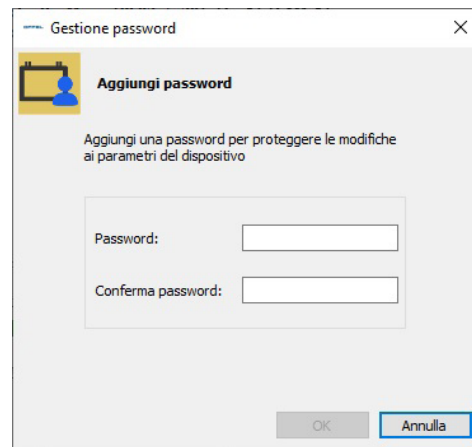 Gestione password
Aggiungi password
Aggiungi una password per proteggere le modifiche
ai parametri del dispositivo
Password:
Conferma password:
OK
Annulla